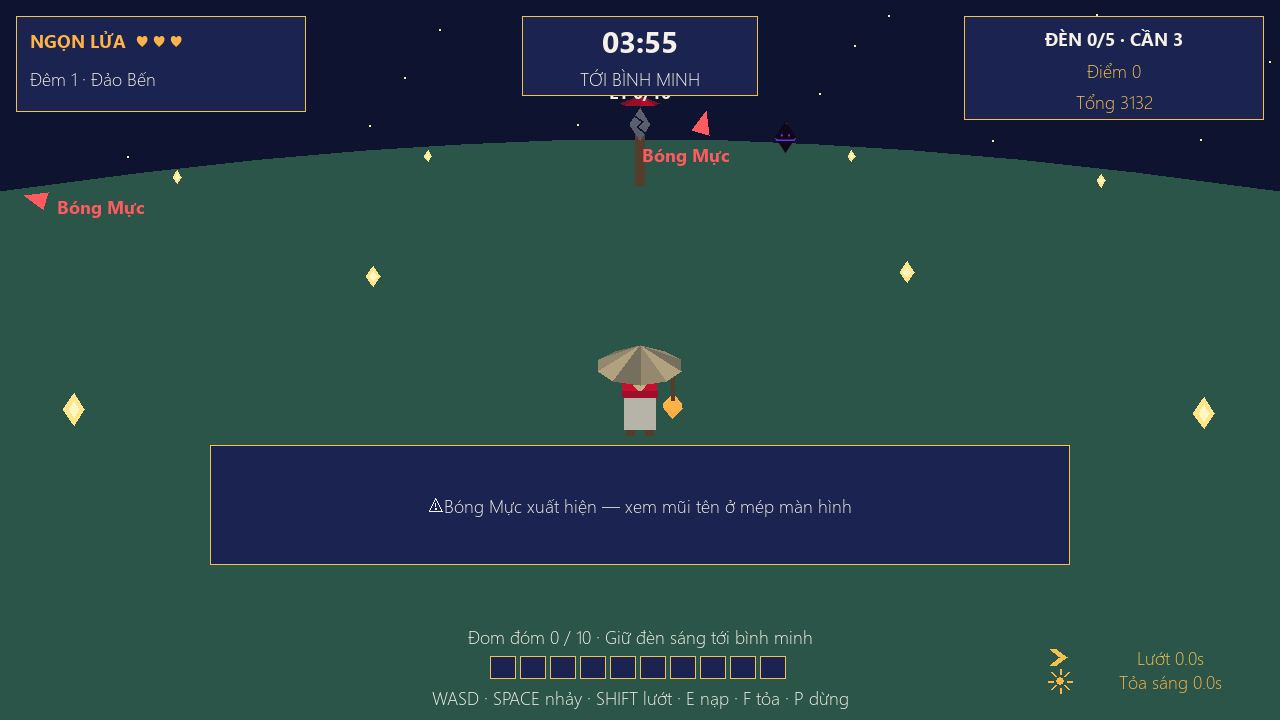 NGỌN LỬA ♥ ♥ ♥
Đêm 1 · Đảo Bến
03:55
TỚI BÌNH MINH
ĐÈN 0/5 · CẦN 3
Điểm 0
Tổng 3132
Bóng Mực
Bóng Mực
⚠Bóng Mực xuất hiện — xem mũi tên ở mép màn hình
Đom đóm 0 / 10 · Giữ đèn sáng tới bình minh
WASD · SPACE nhảy · SHIFT lướt · E nạp · F tỏa · P dừng
Lướt 0.0s
Tỏa sáng 0.0s